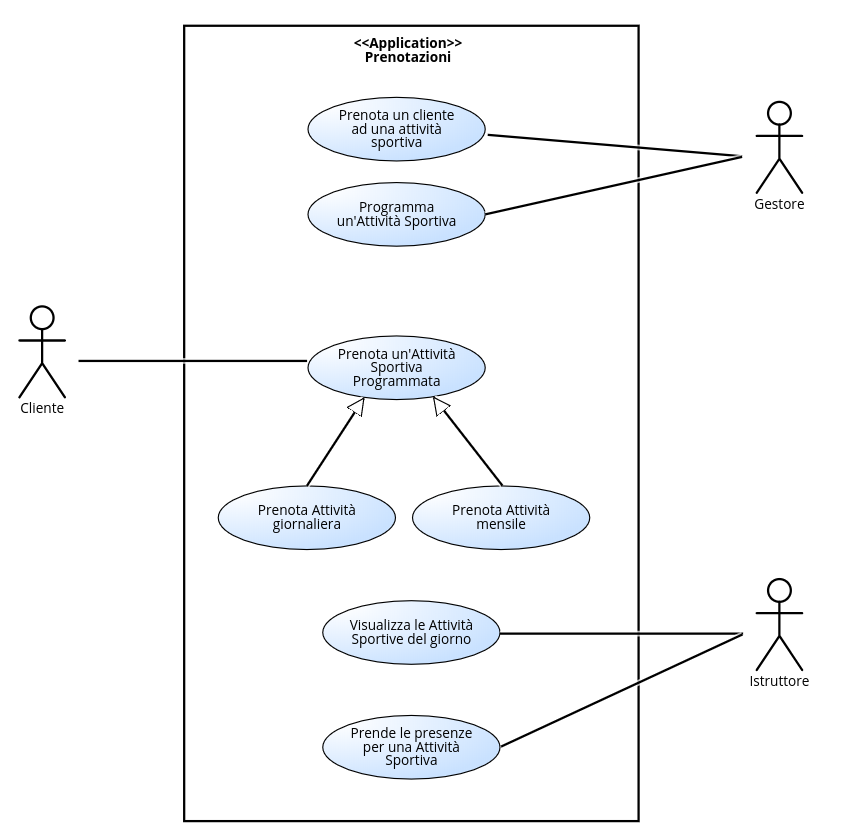 <<Application>>
Prenotazioni
Prenota un cliente
ad una attività
sportiva
Programma
un'Attività Sportiva
Gestore
Prenota un'Attività
Sportiva
Programmata
Cliente
Prenota Attività
giornaliera
Prenota Attività
mensile
Visualizza le Attività
Sportive del giorno
Istruttore
Prende le presenze
per una Attività
Sportiva